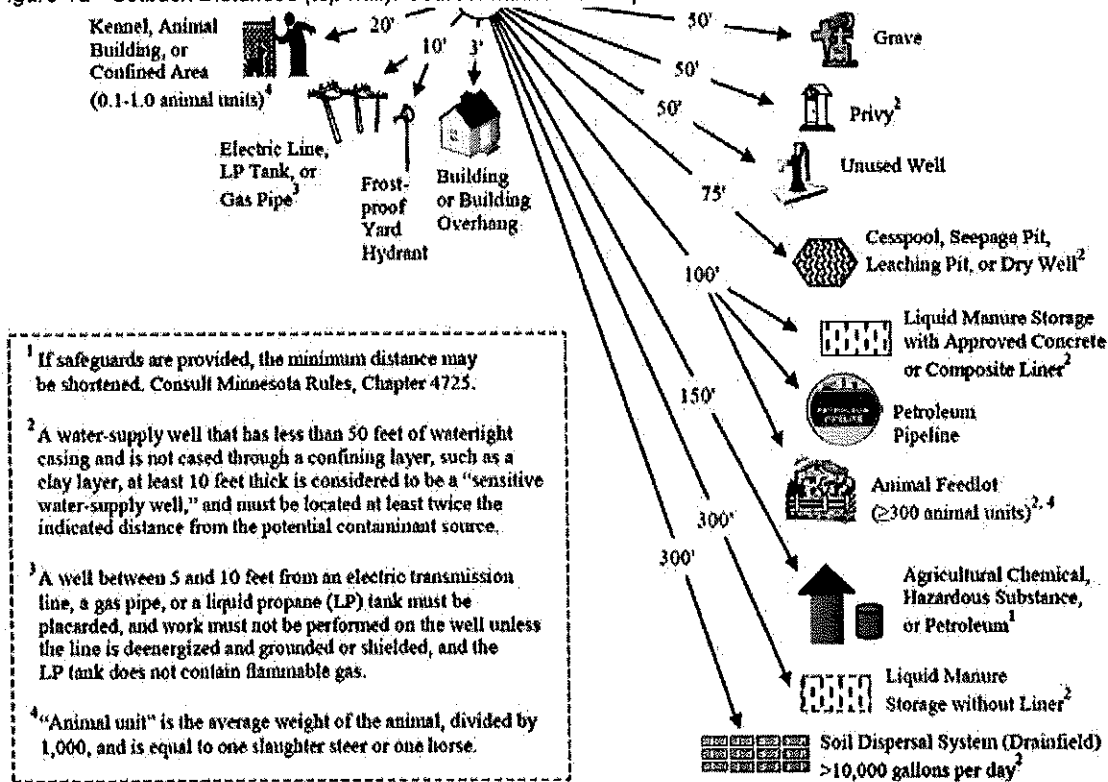 Kennel, Animal
Building, or
Confined Area
(0.1-1.0 animal units)⁴
20'
10'
3'
Electric Line,
LP Tank, or
Gas Pipe³
Frost-
proof
Yard
Hydrant
Building
or Building
Overhang
50'
Grave
50'
Privy²
50'
Unused Well
75'
Cesspool, Seepage Pit,
Leaching Pit, or Dry Well²
100'
Liquid Manure Storage
with Approved Concrete
or Composite Liner²
Petroleum
Pipeline
Animal Feedlot
(≥300 animal units)²,⁴
150'
Agricultural Chemical,
Hazardous Substance,
or Petroleum¹
300'
Liquid Manure
Storage without Liner²
300'
Soil Dispersal System (Drainfield)
>10,000 gallons per day²
¹ If safeguards are provided, the minimum distance may
be shortened. Consult Minnesota Rules, Chapter 4725.
² A water-supply well that has less than 50 feet of watertight
casing and is not cased through a confining layer, such as a
clay layer, at least 10 feet thick is considered to be a “sensitive
water-supply well,” and must be located at least twice the
indicated distance from the potential contaminant source.
³ A well between 5 and 10 feet from an electric transmission
line, a gas pipe, or a liquid propane (LP) tank must be
placarded, and work must not be performed on the well unless
the line is deenergized and grounded or shielded, and the
LP tank does not contain flammable gas.
⁴ “Animal unit” is the average weight of the animal, divided by
1,000, and is equal to one slaughter steer or one horse.